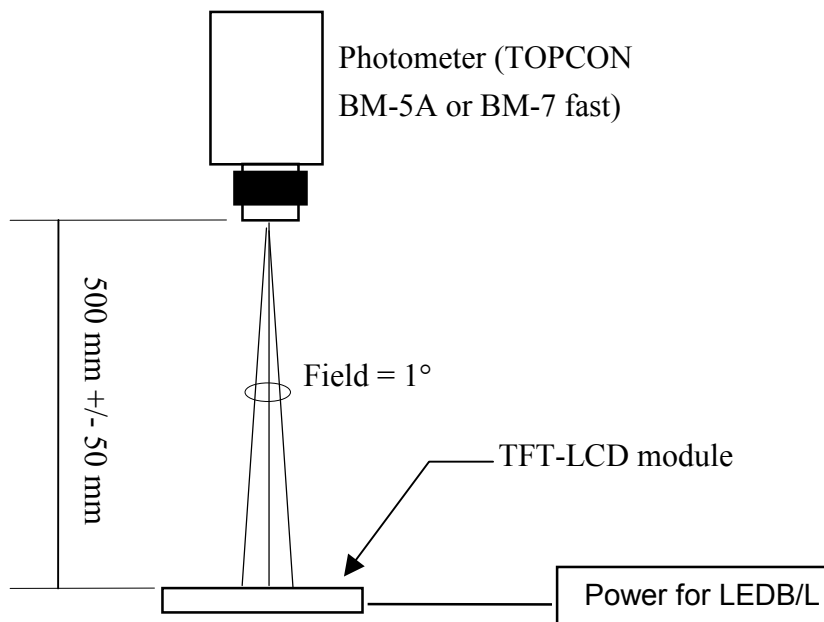 Photometer (TOPCON
BM-5A or BM-7 fast)
500 mm +/- 50 mm
Field = 1°
TFT-LCD module
Power for LEDB/L